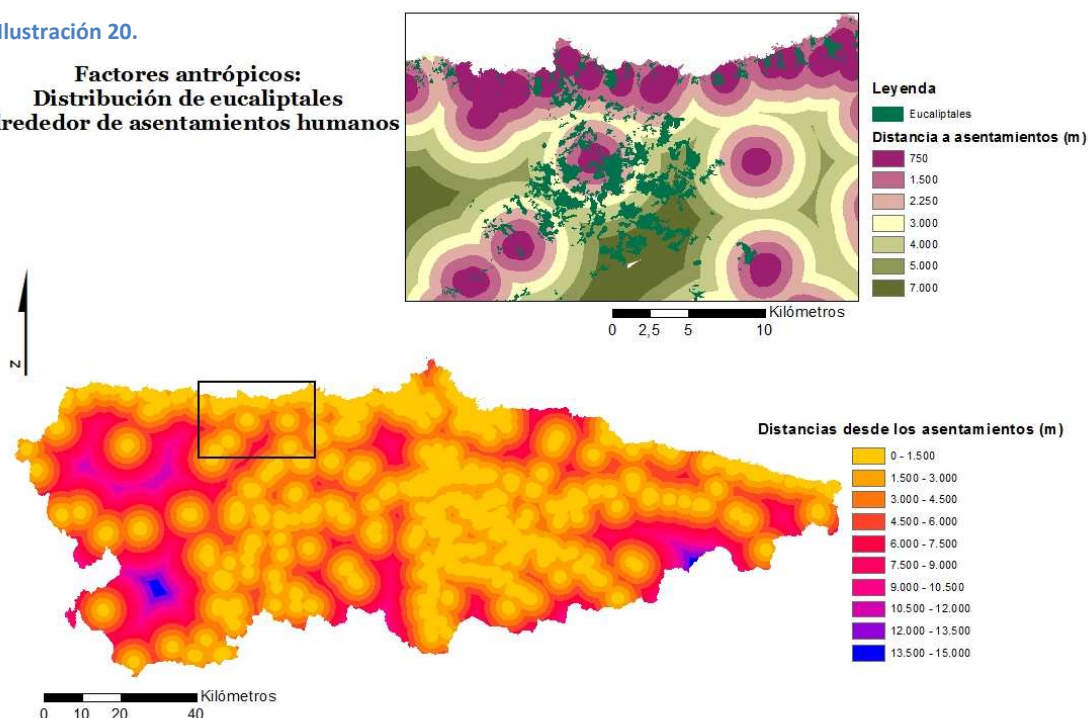 Ilustración 20.
Factores antrópicos:
Distribución de eucaliptales
lrededor de asentamientos humanos
Leyenda
Eucaliptales
Distancia a asentamientos (m)
750
1.500
2.250
3.000
4.000
5.000
7.000
Kilómetros
0 2,5 5 10
N
Distancias desde los asentamientos (m)
0 - 1.500
1.500 - 3.000
3.000 - 4.500
4.500 - 6.000
6.000 - 7.500
7.500 - 9.000
9.000 - 10.500
10.500 - 12.000
12.000 - 13.500
13.500 - 15.000
Kilómetros
0 10 20 40